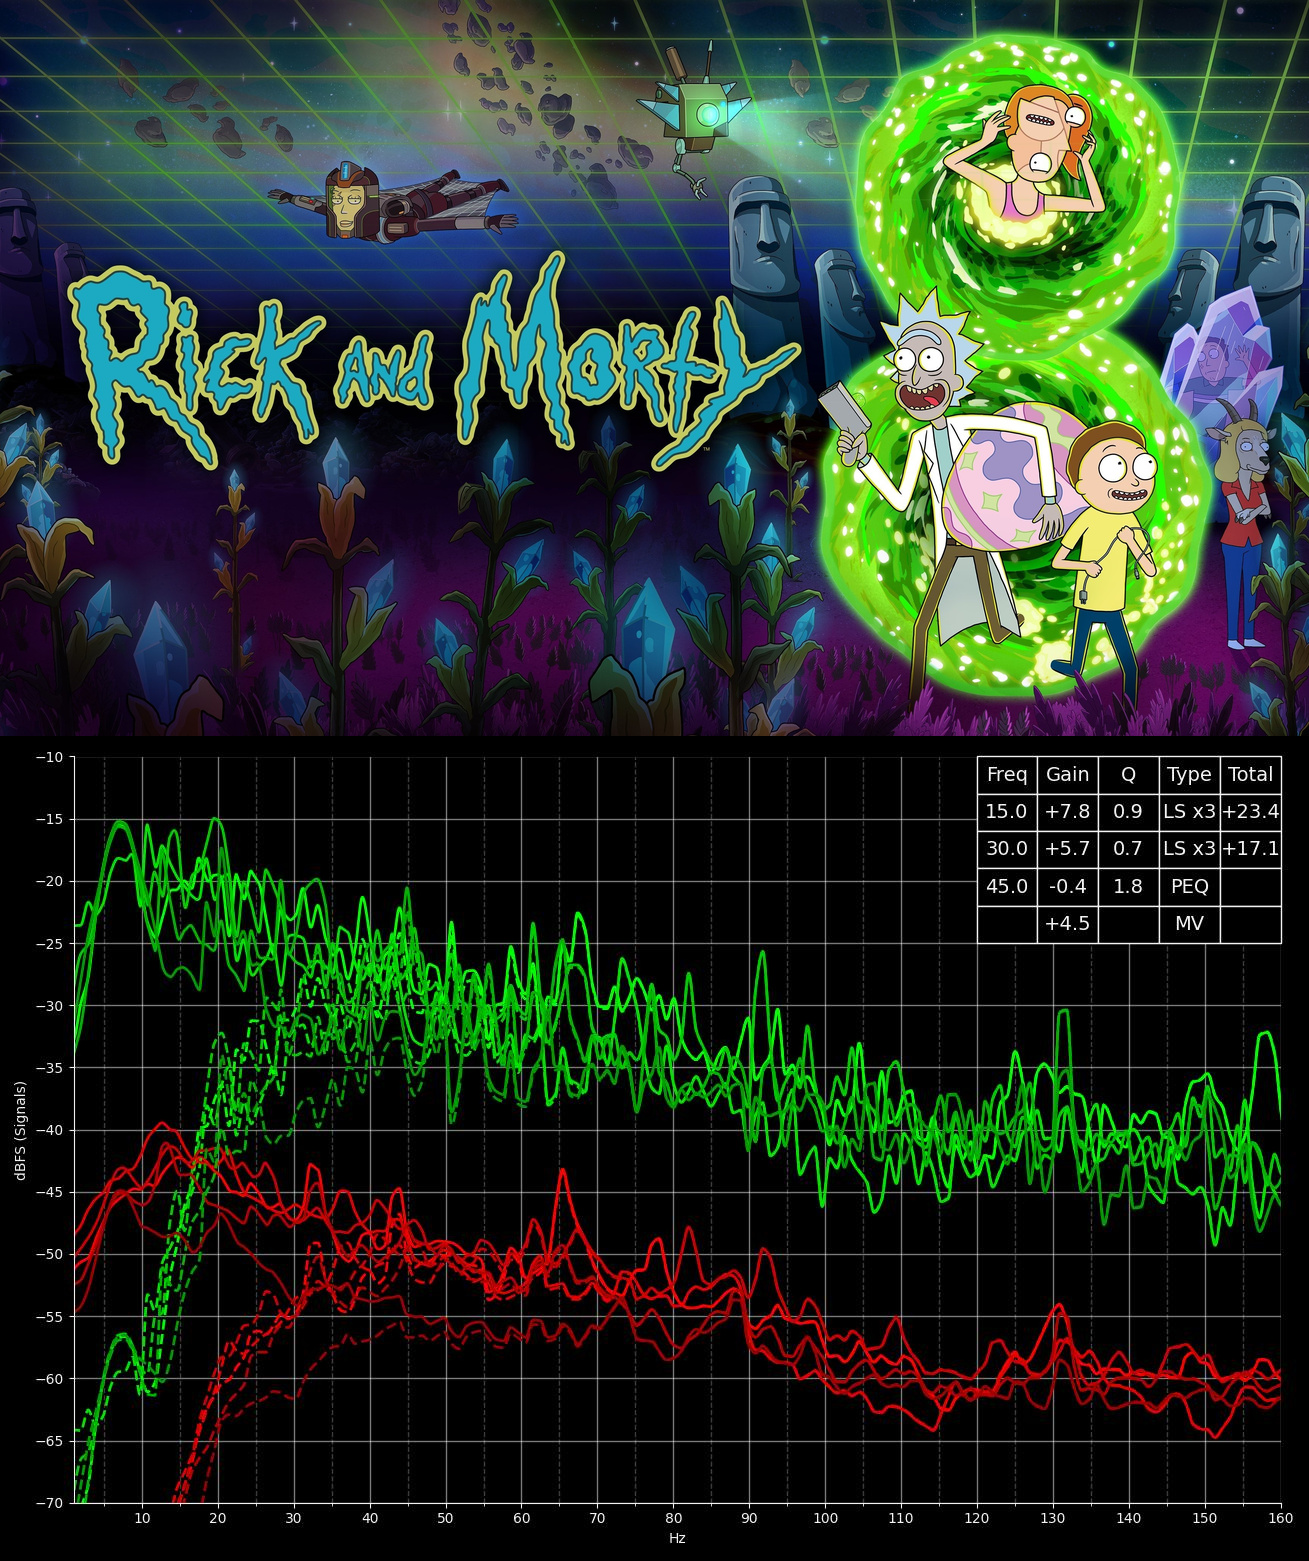 Rick and Morty
™
−10
−15
−20
−25
−30
−35
−40
−45
−50
−55
−60
−65
−70
dBFS (Signals)
Freq Gain Q Type Total
15.0 +7.8 0.9 LS x3 +23.4
30.0 +5.7 0.7 LS x3 +17.1
45.0 -0.4 1.8 PEQ
+4.5 MV
10 20 30 40 50 60 70 80 90 100 110 120 130 140 150 160
Hz